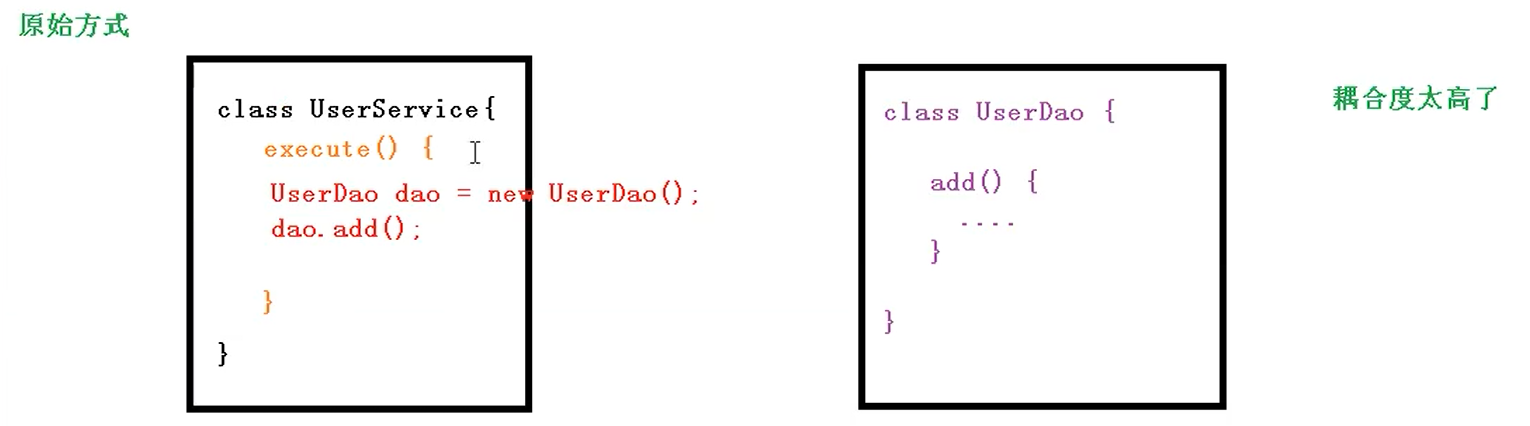 原始方式
class UserService{
execute() {
UserDao dao = new UserDao();
dao.add();
}
}
class UserDao {
add() {
....
}
}
耦合度太高了